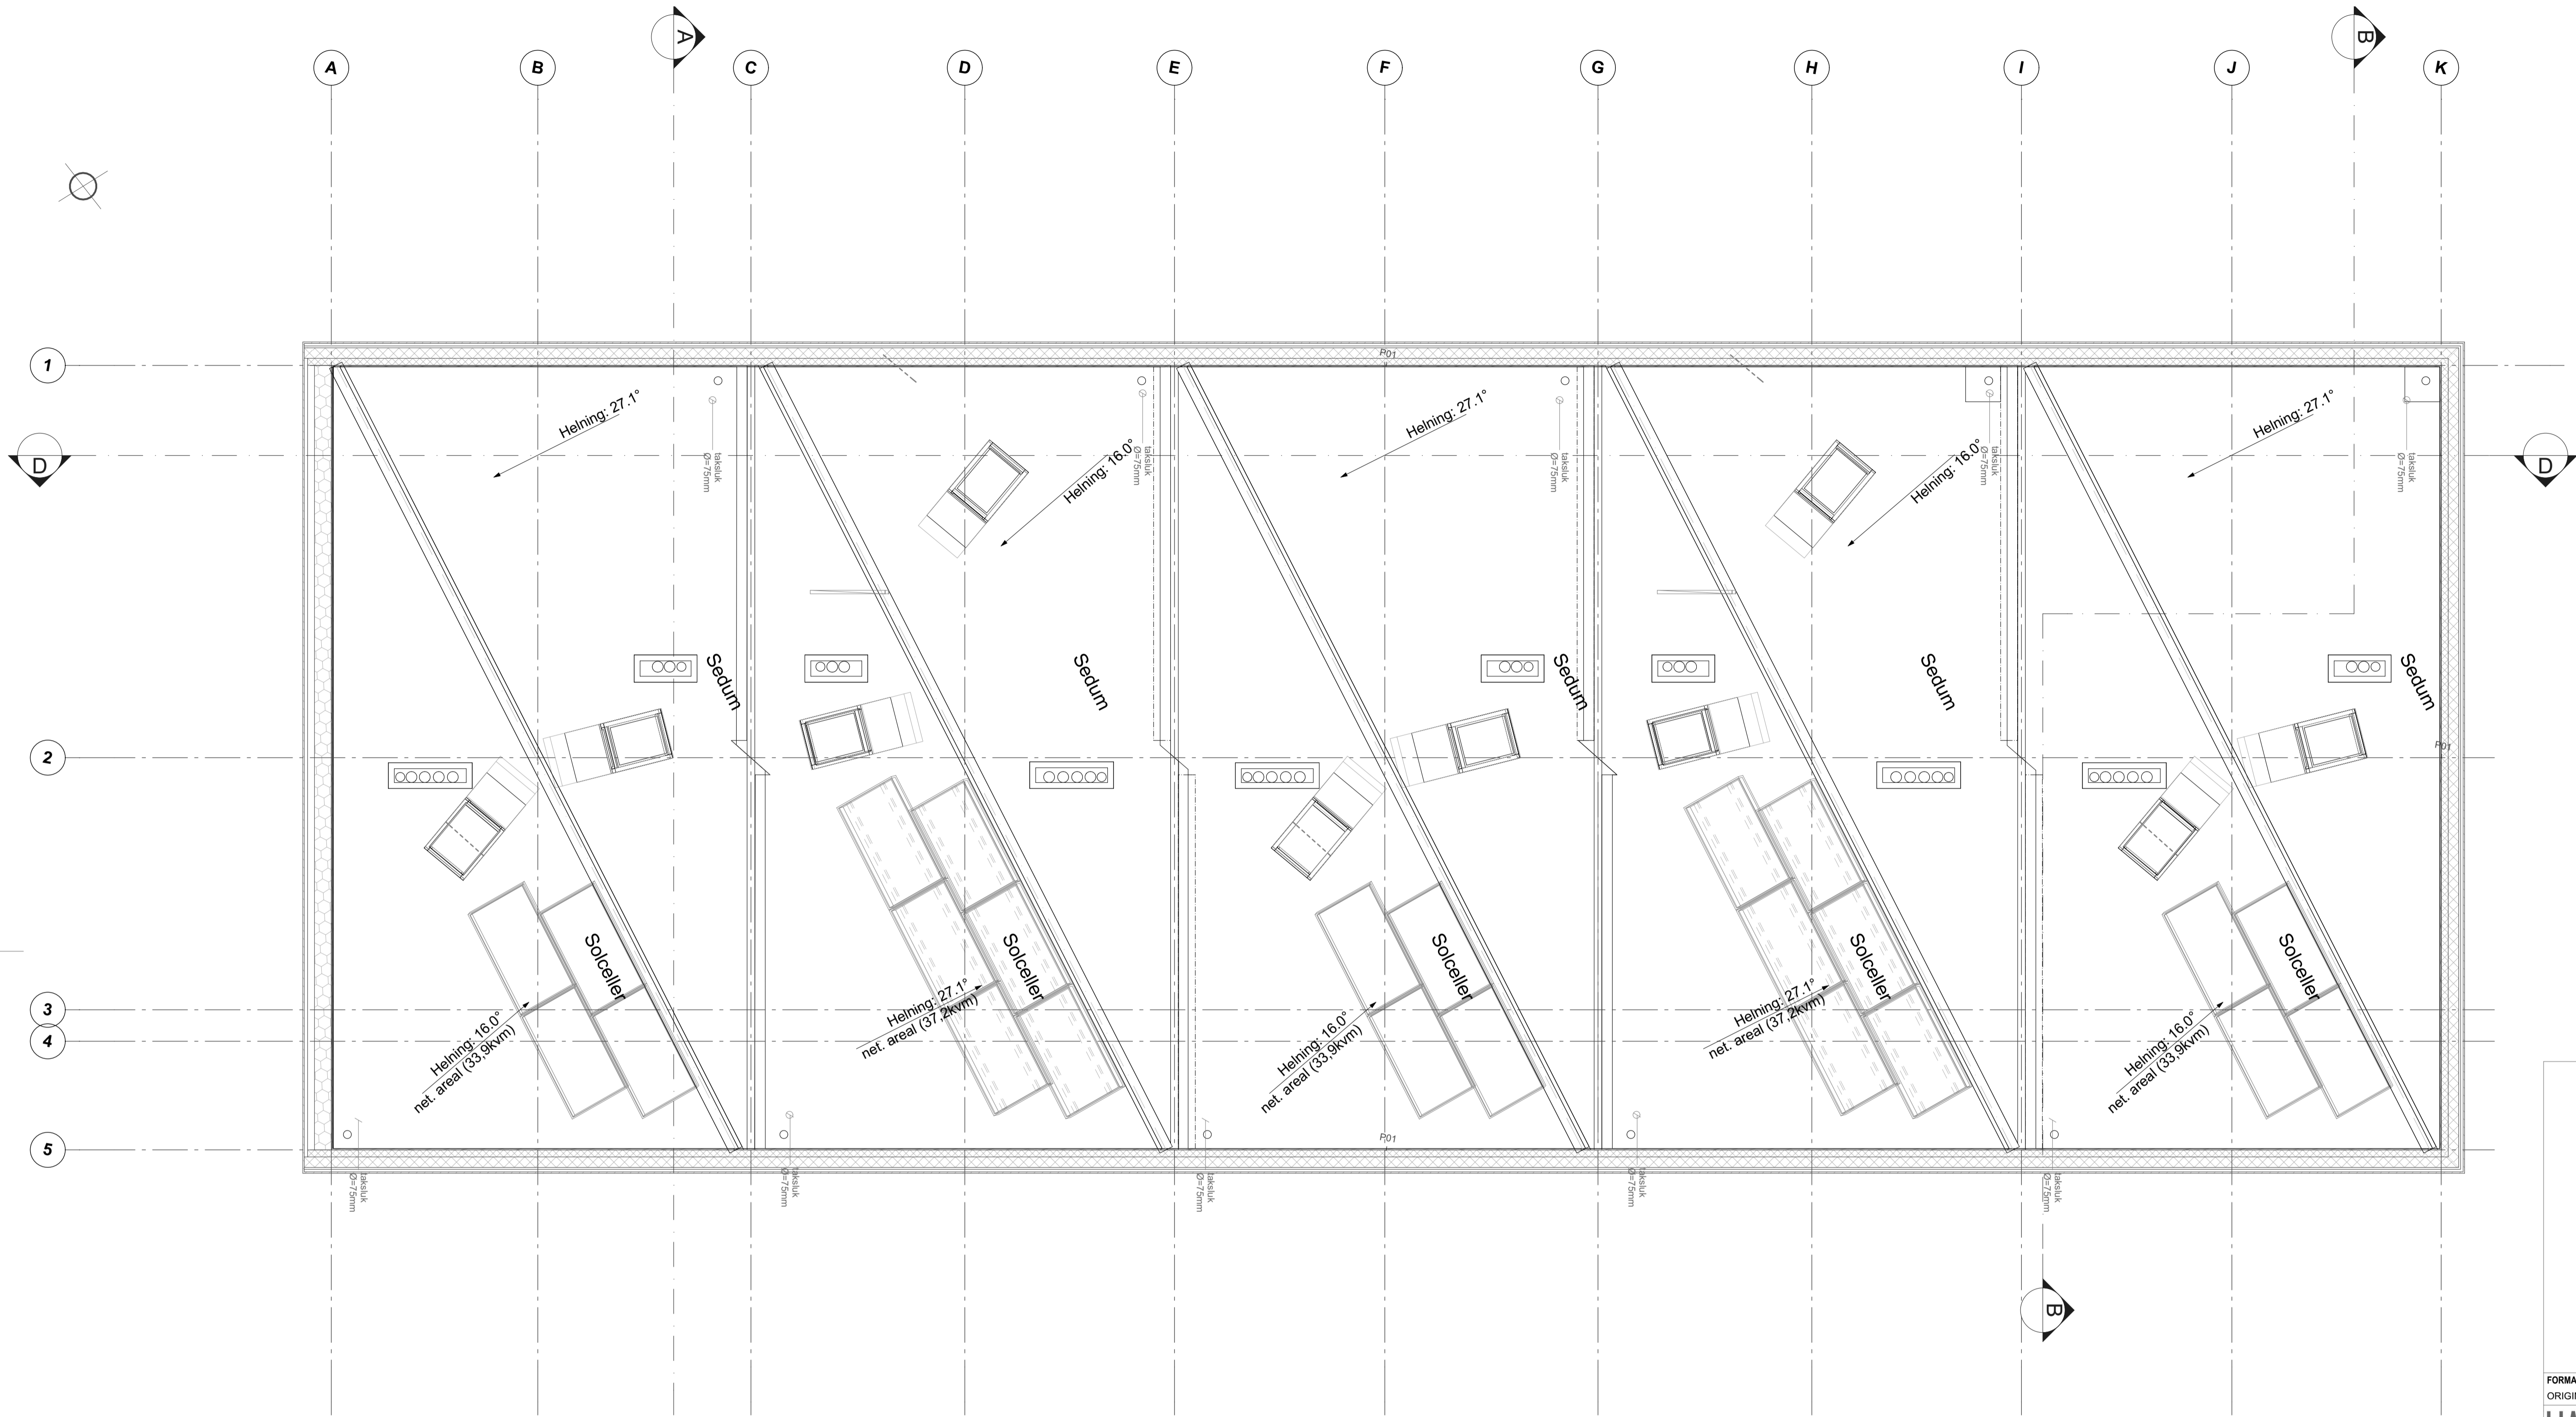 A
B
A
B
C
D
E
F
G
H
I
J
K
1
P01
Helning: 27.1°
Helning: 27.1°
Helning: 27.1°
D
taksluk
Ø=75mm
Helning: 16.0°
taksluk
Ø=75mm
taksluk
Ø=75mm
Helning: 16.0°
taksluk
Ø=75mm
taksluk
Ø=75mm
D
Sedum
Sedum
Sedum
Sedum
Sedum
2
P01
Solceller
Solceller
Solceller
Solceller
Solceller
3
4
Helning: 16.0°
net. areal (33,9kvm)
Helning: 27.1°
net. areal (37,2kvm)
Helning: 16.0°
net. areal (33,9kvm)
Helning: 27.1°
net. areal (37,2kvm)
Helning: 16.0°
net. areal (33,9kvm)
5
P01
taksluk
Ø=75mm
taksluk
Ø=75mm
taksluk
Ø=75mm
taksluk
Ø=75mm
taksluk
Ø=75mm
B
FORMA
ORIGI